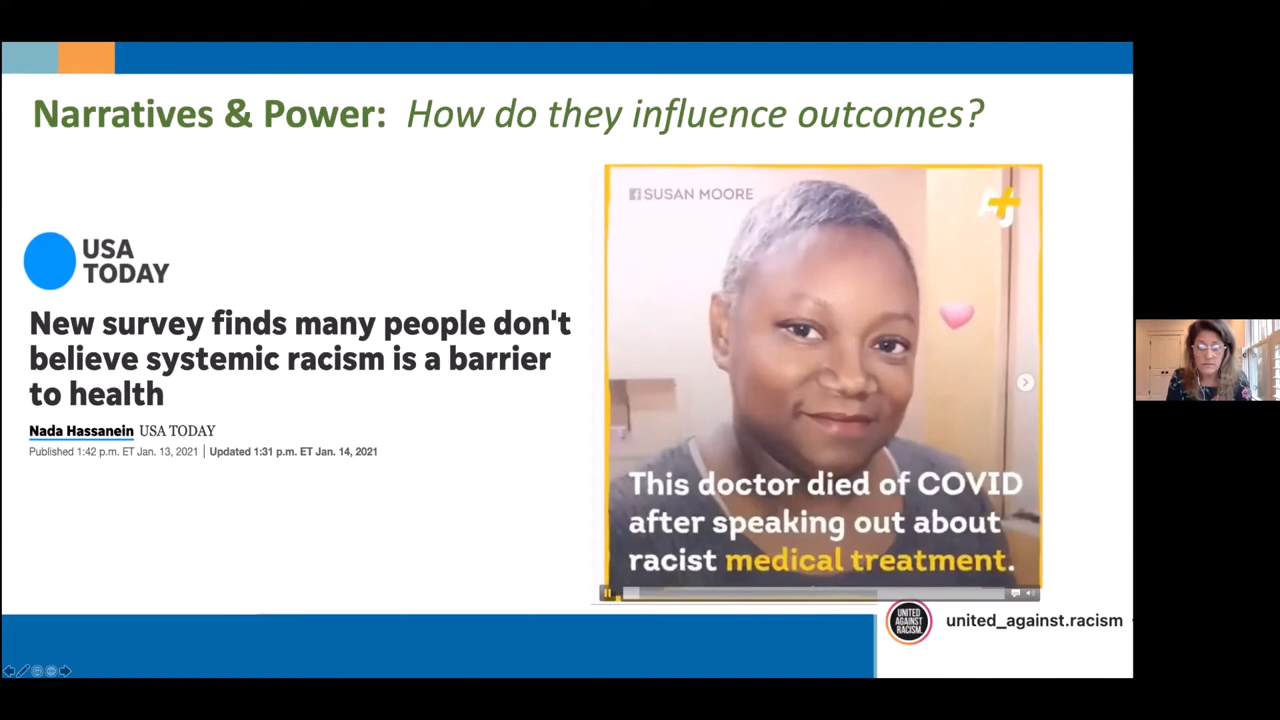 Narratives & Power: How do they influence outcomes?
USA
TODAY
New survey finds many people don't
believe systemic racism is a barrier
to health
Nada Hassanein USA TODAY
Published 1:42 p.m. ET Jan. 13, 2021 | Updated 1:31 p.m. ET Jan. 14, 2021
SUSAN MOORE
AJ+
This doctor died of COVID
after speaking out about
racist medical treatment.
UNITED
AGAINST
RACISM.
united_against.racism